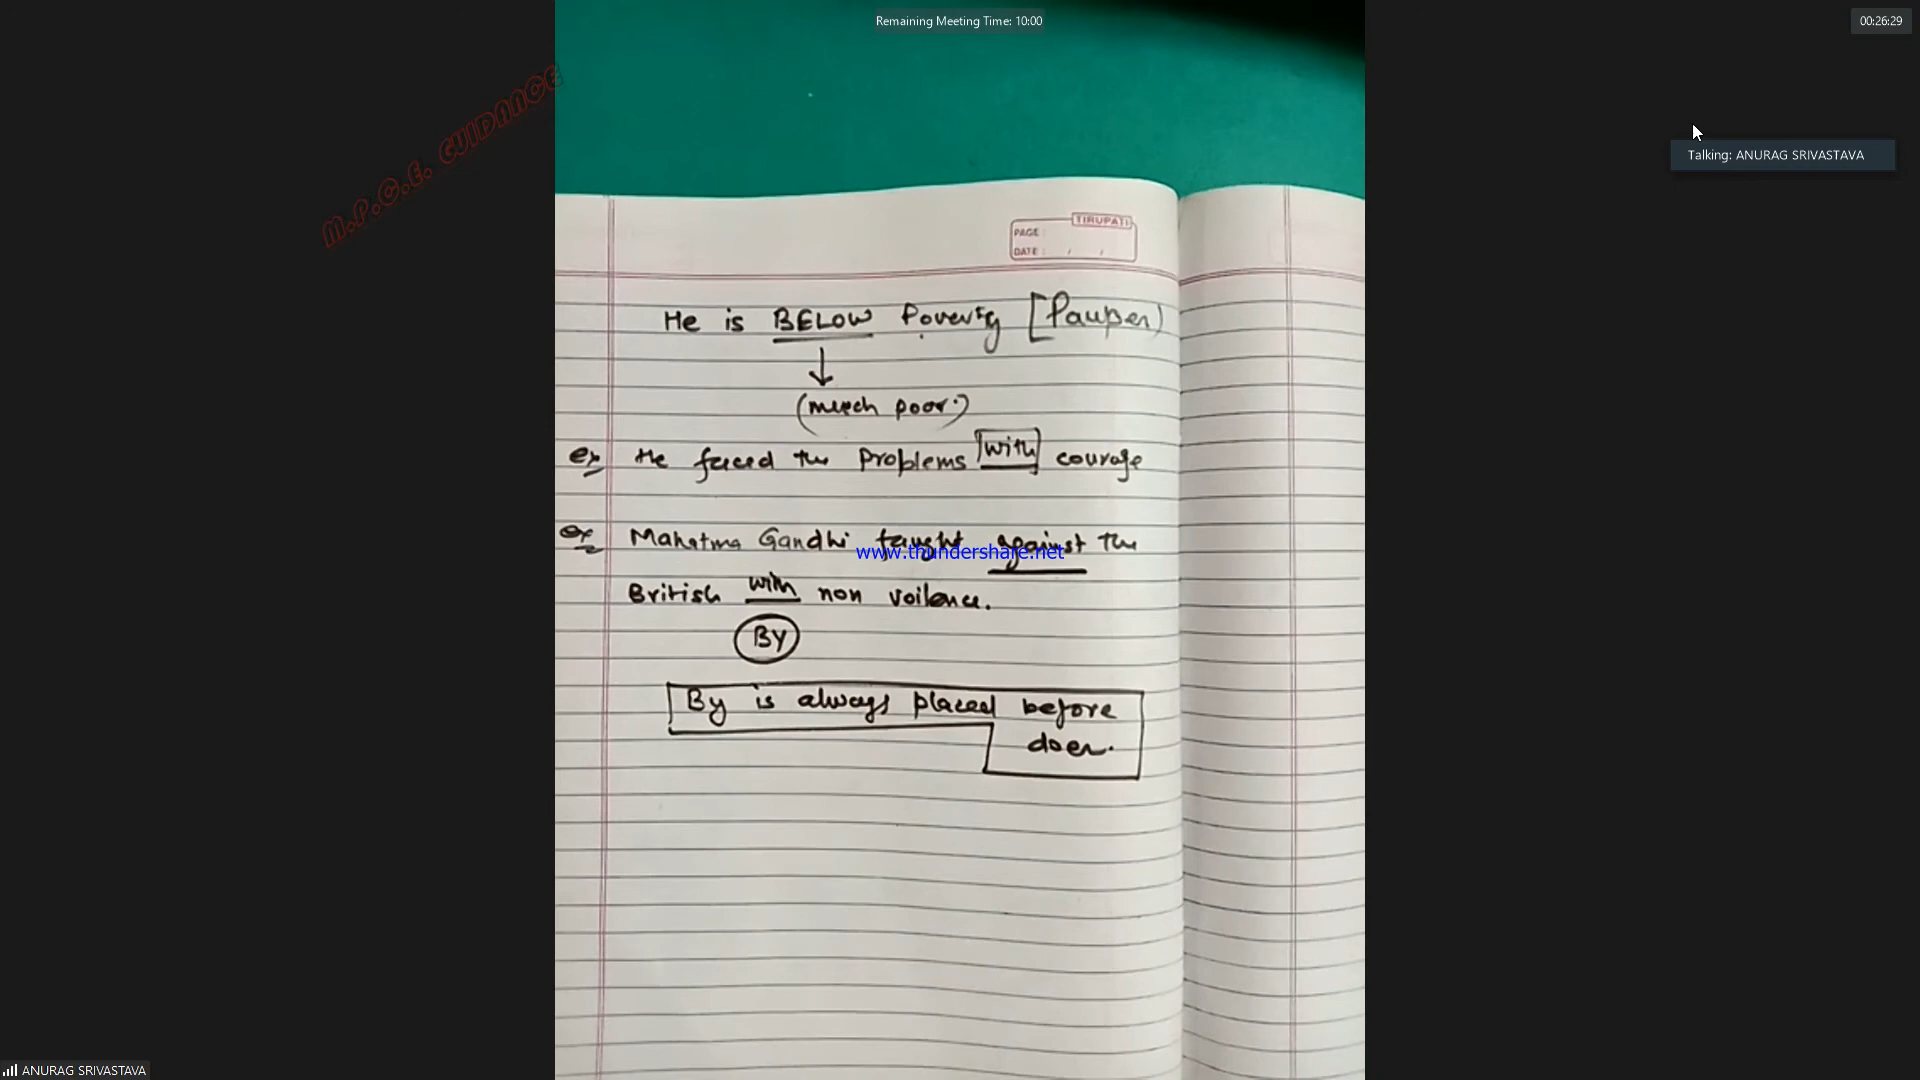 Remaining Meeting Time: 10:00
00:26:29
M.P.C.E. GUIDANCE
Talking: ANURAG SRIVASTAVA
TIRUPATI
PAGE :
DATE : / /
He is BELOW Poverty [Pauper)
(much poor.)
ex He faced the Problems with courage
ex Mahatma Gandhi faught against the
www.thundershare.net
British with non voilence.
By
By is always placed before
doer.
ANURAG SRIVASTAVA